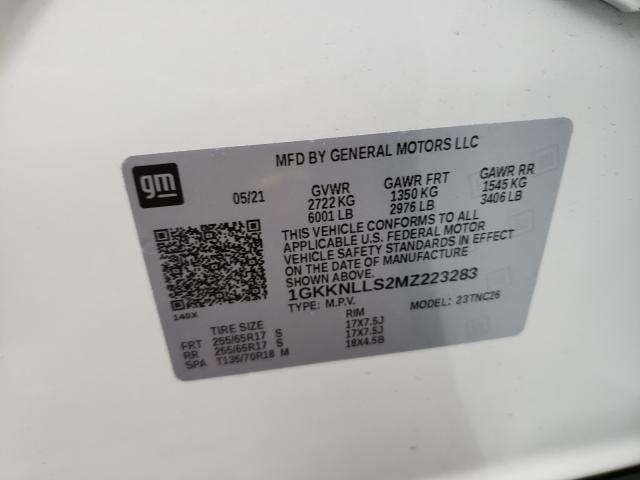 MFD BY GENERAL MOTORS LLC
gm
05/21 GVWR GAWR FRT GAWR RR
2722 KG 1350 KG 1545 KG
6001 LB 2976 LB 3406 LB
THIS VEHICLE CONFORMS TO ALL
APPLICABLE U.S. FEDERAL MOTOR
VEHICLE SAFETY STANDARDS IN EFFECT
ON THE DATE OF MANUFACTURE
SHOWN ABOVE.
1GKKNLLS2MZ223283
TYPE: M.P.V. MODEL: 23TNC26
140X
TIRE SIZE RIM
FRT 255/65R17 S 17X7.5J
RR 255/65R17 S 17X7.5J
SPA T135/70R18 M 18X4.5B